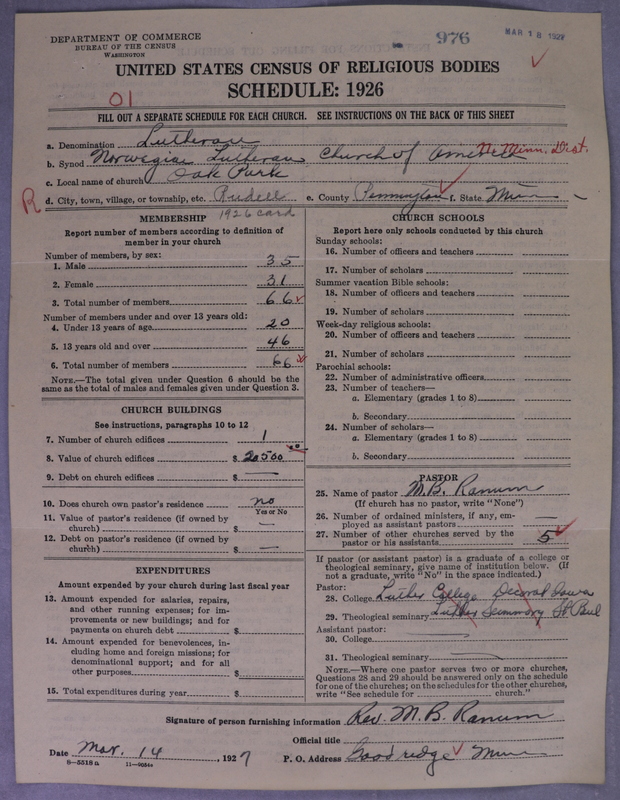 DEPARTMENT OF COMMERCE
BUREAU OF THE CENSUS
WASHINGTON
976
MAR 18 1927
UNITED STATES CENSUS OF RELIGIOUS BODIES
SCHEDULE: 1926
01
FILL OUT A SEPARATE SCHEDULE FOR EACH CHURCH. SEE INSTRUCTIONS ON THE BACK OF THIS SHEET
a. Denomination Lutheran
b. Synod Norwegian Lutheran Church of America N. Minn. Dist.
c. Local name of church Oak Park
R d. City, town, village, or township, etc. Rudell e. County Pennington f. State Minn
1926 card
MEMBERSHIP
Report number of members according to definition of
member in your church
Number of members, by sex:
1. Male 35
2. Female 31
3. Total number of members 66
Number of members under and over 13 years old:
4. Under 13 years of age 20
5. 13 years old and over 46
6. Total number of members 66
NOTE.—The total given under Question 6 should be the
same as the total of males and females given under Question 3.
CHURCH BUILDINGS
See instructions, paragraphs 10 to 12
7. Number of church edifices 1
8. Value of church edifices $ 2500
9. Debt on church edifices $ —
10. Does church own pastor's residence no
Yes or No
11. Value of pastor's residence (if owned by
church) $ —
12. Debt on pastor's residence (if owned by
church) $ —
EXPENDITURES
Amount expended by your church during last fiscal year
13. Amount expended for salaries, repairs,
and other running expenses; for im-
provements or new buildings; and for
payments on church debt $
14. Amount expended for benevolences, in-
cluding home and foreign missions; for
denominational support; and for all
other purposes $
15. Total expenditures during year $
CHURCH SCHOOLS
Report here only schools conducted by this church
Sunday schools:
16. Number of officers and teachers
17. Number of scholars
Summer vacation Bible schools:
18. Number of officers and teachers
19. Number of scholars
Week-day religious schools:
20. Number of officers and teachers
21. Number of scholars
Parochial schools:
22. Number of administrative officers
23. Number of teachers—
a. Elementary (grades 1 to 8)
b. Secondary
24. Number of scholars—
a. Elementary (grades 1 to 8)
b. Secondary
PASTOR
25. Name of pastor M.B. Ranum
(If church has no pastor, write "None")
26. Number of ordained ministers, if any, em-
ployed as assistant pastors —
27. Number of other churches served by the
pastor or his assistants 5
If pastor (or assistant pastor) is a graduate of a college or
theological seminary, give name of institution below. (If
not a graduate, write "No" in the space indicated.)
Pastor:
28. College Luther College Decorah Iowa
29. Theological seminary Luther Seminary St Paul
Assistant pastor:
30. College
31. Theological seminary
NOTE.—Where one pastor serves two or more churches,
Questions 28 and 29 should be answered only on the schedule
for one of the churches; on the schedules for the other churches,
write "See schedule for church."
Signature of person furnishing information Rev. M. B. Ranum
Official title
Date Mar. 14, 1927 P. O. Address Goodridge Minn